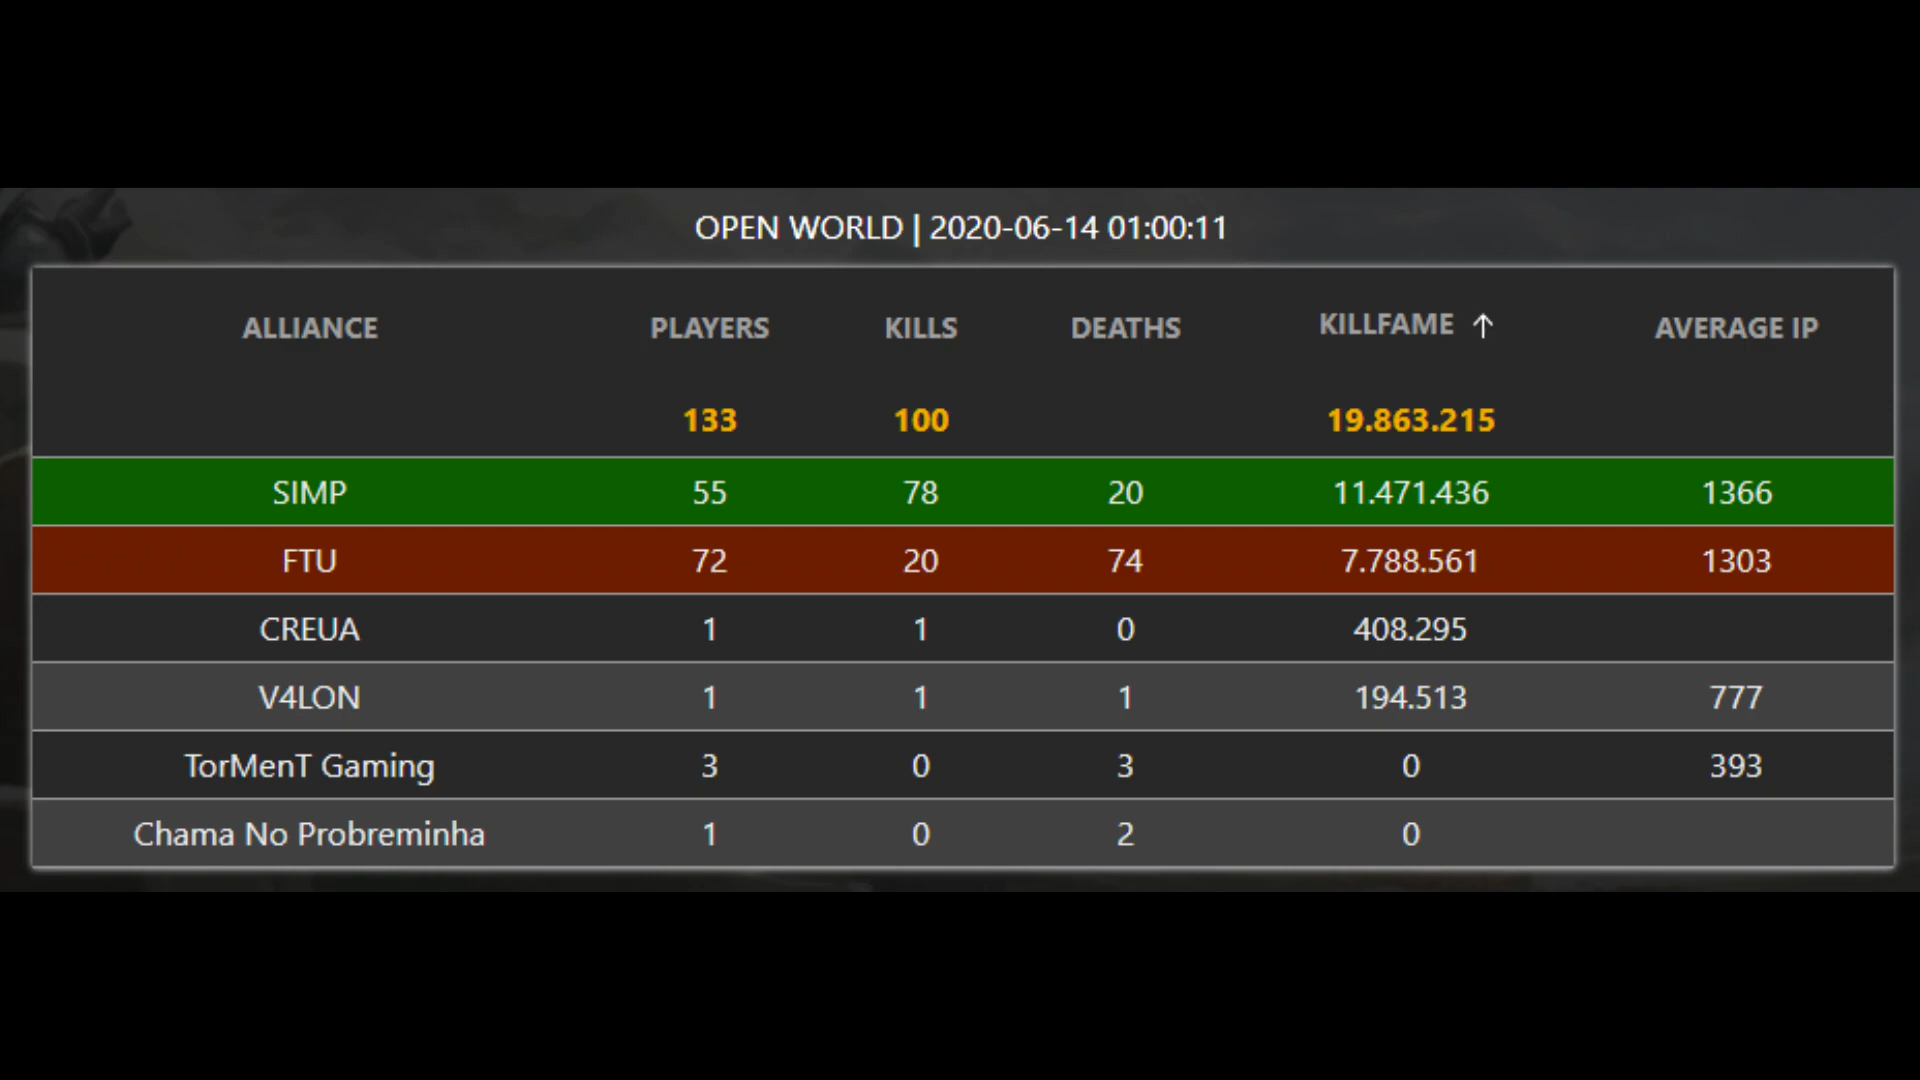 OPEN WORLD | 2020-06-14 01:00:11
ALLIANCE PLAYERS KILLS DEATHS KILLFAME ↑ AVERAGE IP
133 100 19.863.215
SIMP 55 78 20 11.471.436 1366
FTU 72 20 74 7.788.561 1303
CREUA 1 1 0 408.295
V4LON 1 1 1 194.513 777
TorMenT Gaming 3 0 3 0 393
Chama No Probreminha 1 0 2 0